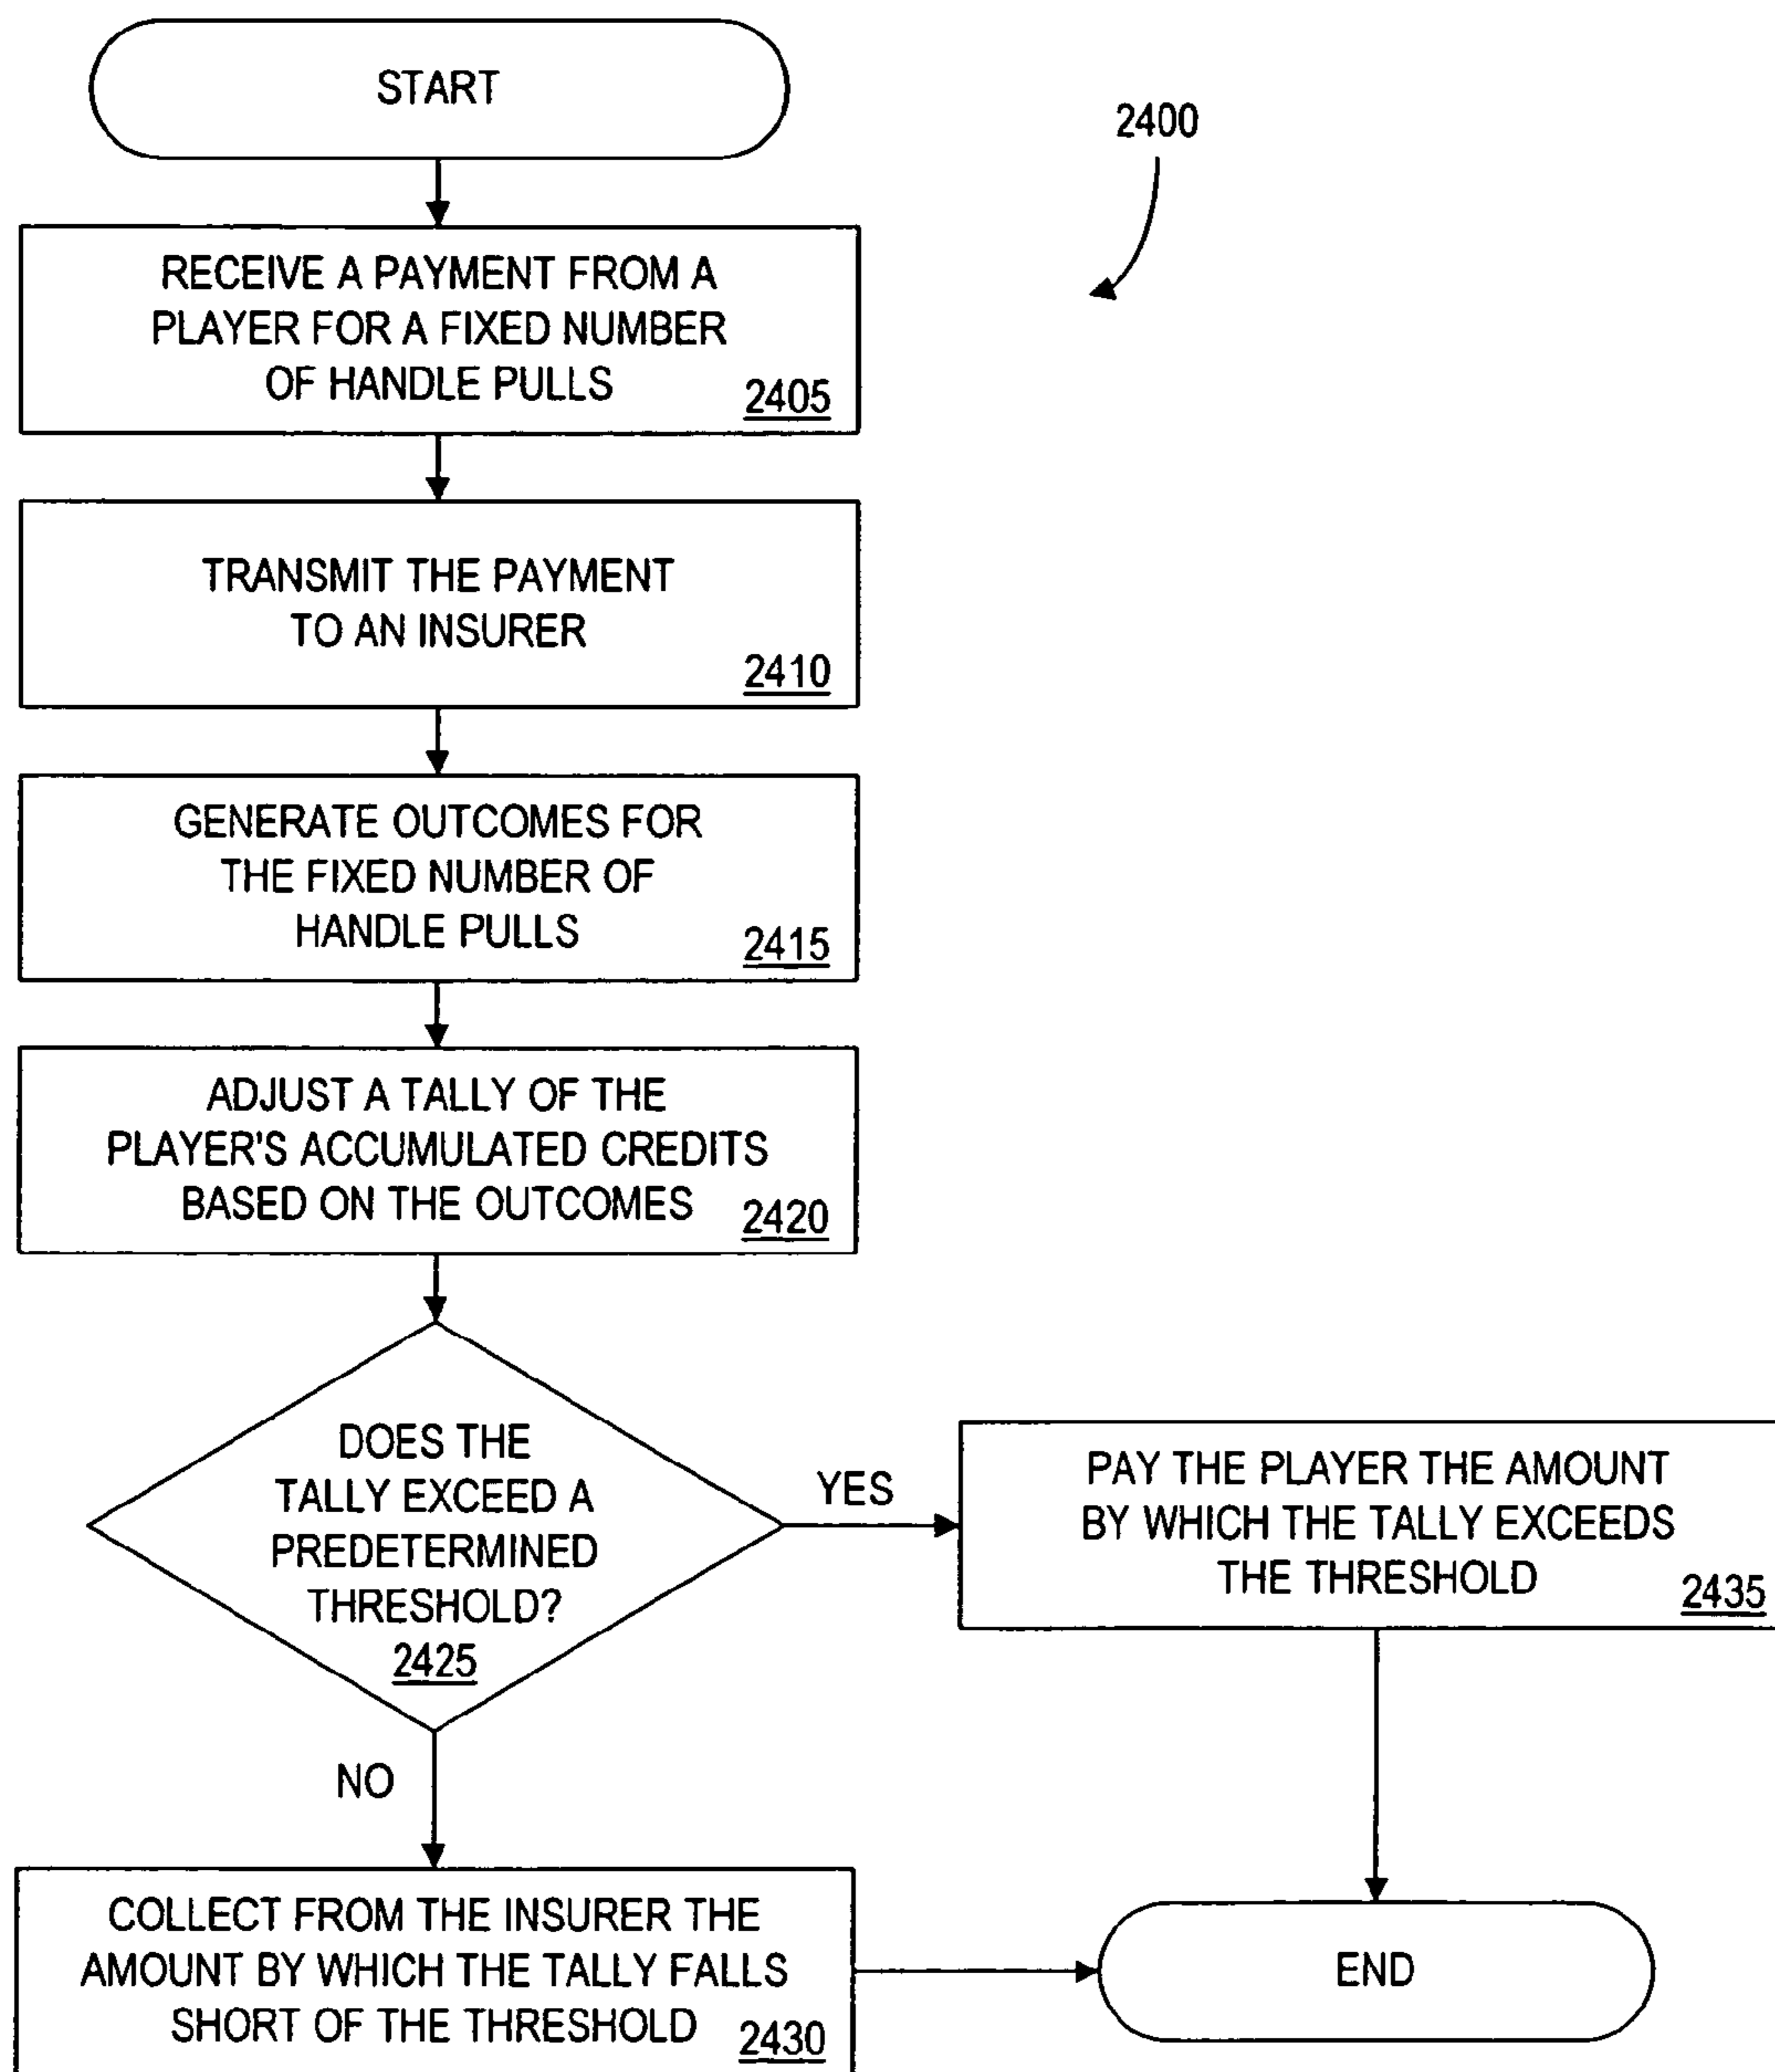 START
2400
RECEIVE A PAYMENT FROM A
PLAYER FOR A FIXED NUMBER
OF HANDLE PULLS
2405
TRANSMIT THE PAYMENT
TO AN INSURER
2410
GENERATE OUTCOMES FOR
THE FIXED NUMBER OF
HANDLE PULLS
2415
ADJUST A TALLY OF THE
PLAYER'S ACCUMULATED CREDITS
BASED ON THE OUTCOMES
2420
DOES THE
TALLY EXCEED A
PREDETERMINED
THRESHOLD?
2425
YES
PAY THE PLAYER THE AMOUNT
BY WHICH THE TALLY EXCEEDS
THE THRESHOLD
2435
NO
COLLECT FROM THE INSURER THE
AMOUNT BY WHICH THE TALLY FALLS
SHORT OF THE THRESHOLD
2430
END